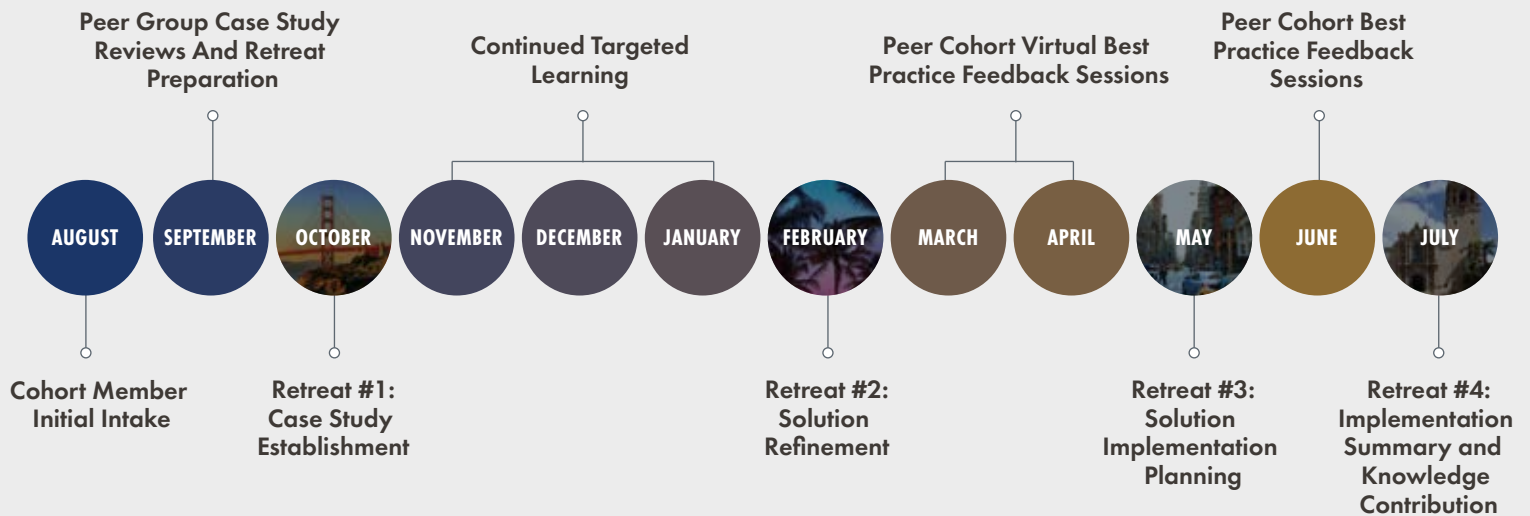 Peer Group Case Study
Reviews And Retreat
Preparation
Continued Targeted
Learning
Peer Cohort Virtual Best
Practice Feedback Sessions
Peer Cohort Best
Practice Feedback
Sessions
AUGUST
SEPTEMBER
OCTOBER
NOVEMBER
DECEMBER
JANUARY
FEBRUARY
MARCH
APRIL
MAY
JUNE
JULY
Cohort Member
Initial Intake
Retreat #1:
Case Study
Establishment
Retreat #2:
Solution
Refinement
Retreat #3:
Solution
Implementation
Planning
Retreat #4:
Implementation
Summary and
Knowledge
Contribution